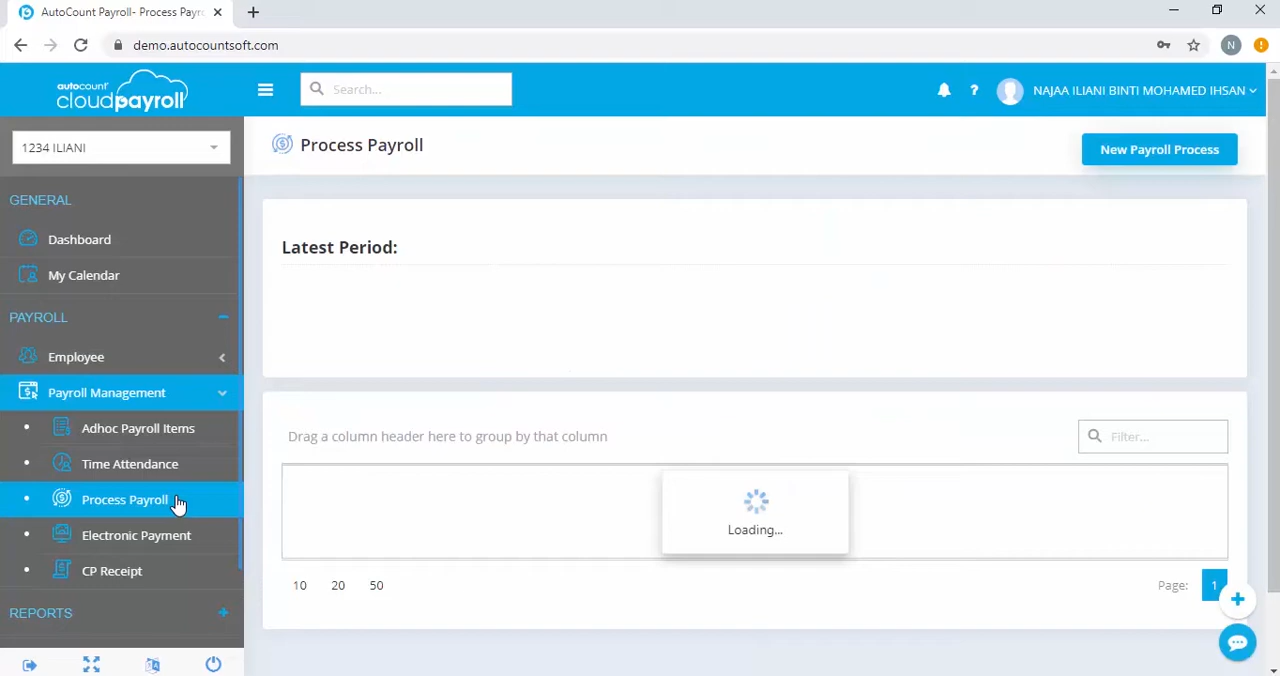 AutoCount Payroll- Process Payr
demo.autocountsoft.com
N
autocount
cloudpayroll
Search...
?
NAJAA ILIANI BINTI MOHAMED IHSAN
1234 ILIANI
Process Payroll
New Payroll Process
GENERAL
Dashboard
My Calendar
PAYROLL
Employee
Payroll Management
Adhoc Payroll Items
Time Attendance
Process Payroll
Electronic Payment
CP Receipt
REPORTS
Latest Period:
Drag a column header here to group by that column
Filter...
Loading...
10 20 50
Page: 1